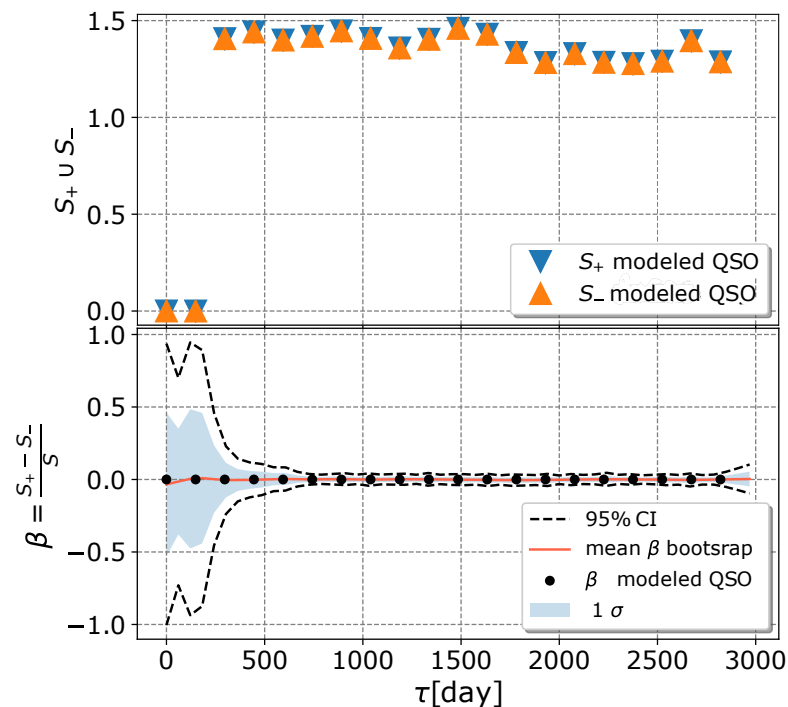 1.5
1.0
0.5
0.0
S₊ ∪ S₋
S₊ modeled QSO
S₋ modeled QSO
1.0
0.5
0.0
−0.5
−1.0
β = (S₊ − S₋)/S
95% CI
mean β bootsrap
β modeled QSO
1 σ
0
500
1000
1500
2000
2500
3000
τ[day]